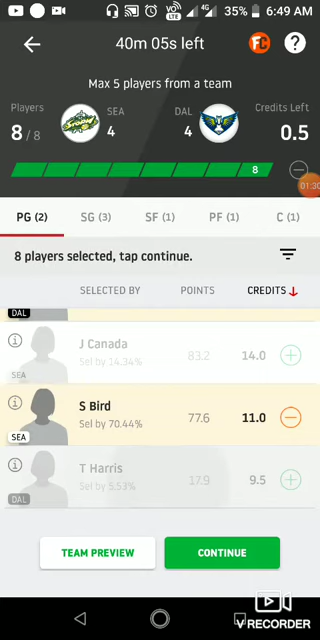 Vo
LTE
4G
35%
6:49 AM
40m 05s left
FC
?
Max 5 players from a team
Players
8 / 8
SEA
4
DAL
4
Credits Left
0.5
8
01:30
PG (2)
SG (3)
SF (1)
PF (1)
C (1)
8 players selected, tap continue.
SELECTED BY
POINTS
CREDITS
DAL
J Canada
Sel by 14.34%
83.2
14.0
SEA
S Bird
Sel by 70.44%
77.6
11.0
SEA
T Harris
Sel by 5.53%
17.9
9.5
DAL
TEAM PREVIEW
CONTINUE
V RECORDER